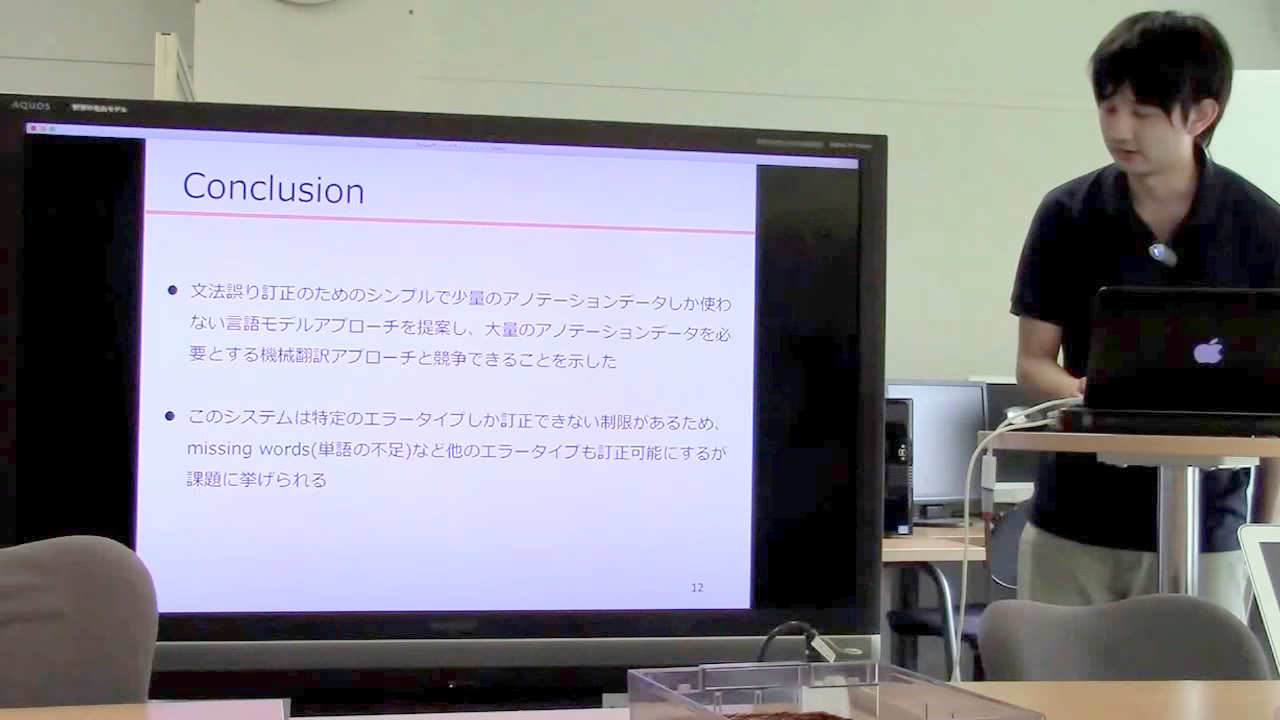 AQUOS
Conclusion
文法誤り訂正のためのシンプルで少量のアノテーションデータしか使わ
ない言語モデルアプローチを提案し、大量のアノテーションデータを必
要とする機械翻訳アプローチと競争できることを示した
このシステムは特定のエラータイプしか訂正できない制限があるため、
missing words(単語の不足)など他のエラータイプも訂正可能にするが
課題に挙げられる
12